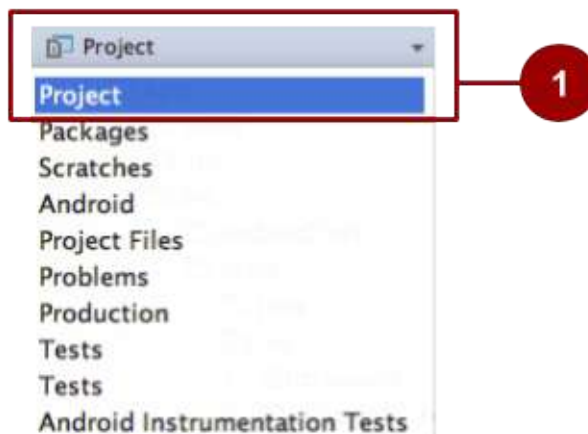 Project
1
Project
Packages
Scratches
Android
Project Files
Problems
Production
Tests
Tests
Android Instrumentation Tests